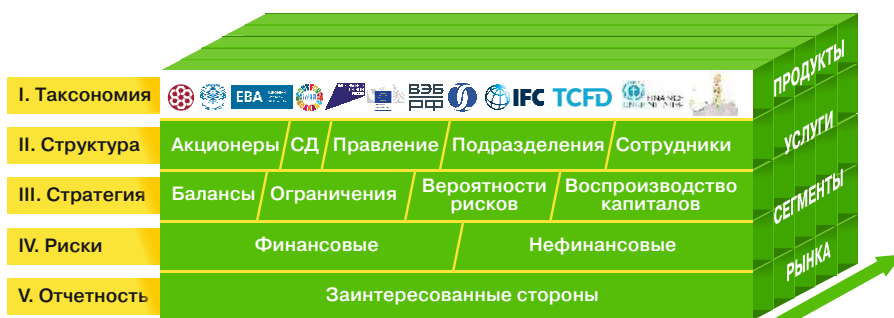 I. Таксономия
EBA
ВЭБ
РФ
IFC
TCFD
II. Структура
Акционеры
СД
Правление
Подразделения
Сотрудники
III. Стратегия
Балансы
Ограничения
Вероятности
рисков
Воспроизводство
капиталов
IV. Риски
Финансовые
Нефинансовые
V. Отчетность
Заинтересованные стороны
ПРОДУКТЫ
УСЛУГИ
СЕГМЕНТЫ
РЫНКА